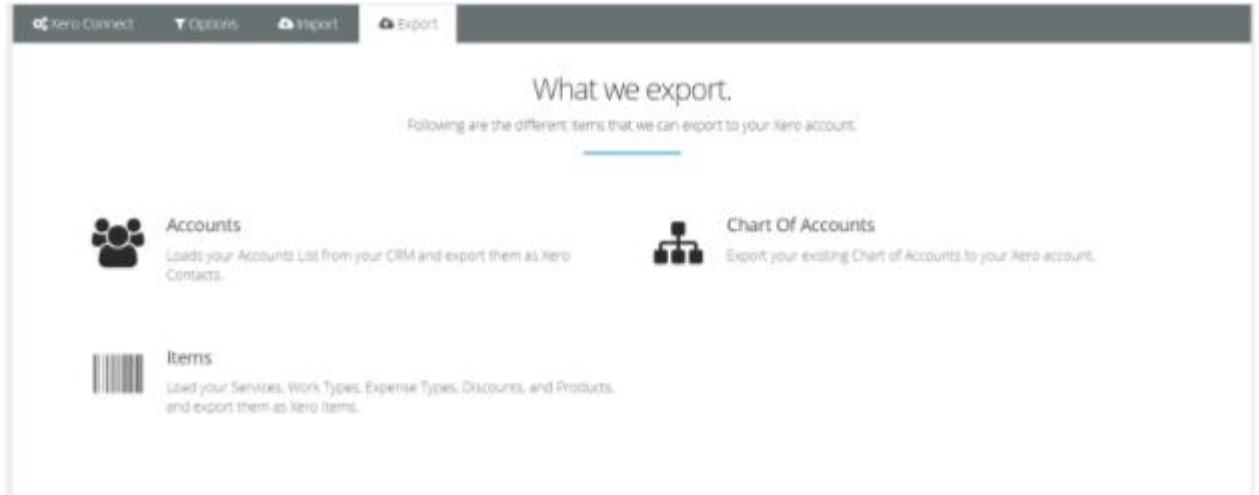 Xero Connect
Options
Import
Export
What we export.
Following are the different items that we can export to your Xero account.
Accounts
Loads your Accounts List from your CRM and export them as Xero
Contacts.
Chart Of Accounts
Export your existing Chart of Accounts to your Xero account.
Items
Load your Services, Work Types, Expense Types, Discounts, and Products,
and export them as Xero Items.